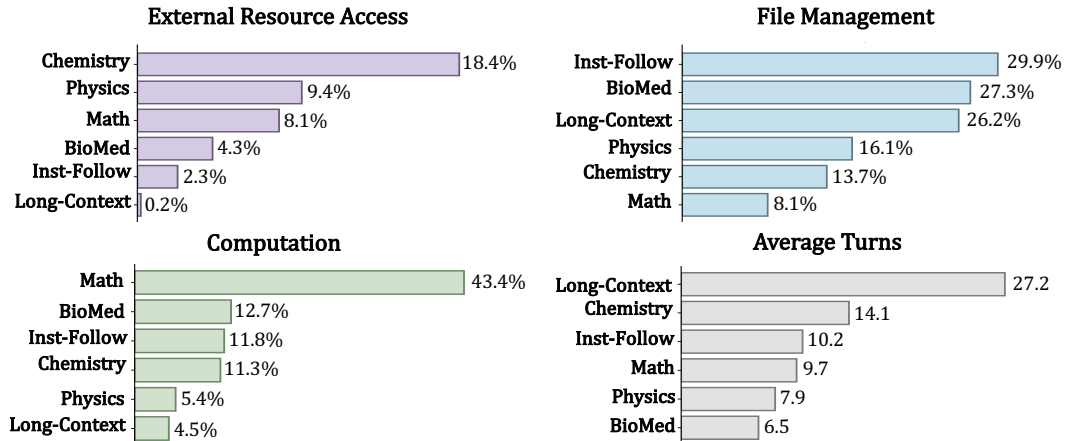 External Resource Access
Chemistry 18.4%
Physics 9.4%
Math 8.1%
BioMed 4.3%
Inst-Follow 2.3%
Long-Context 0.2%
File Management
Inst-Follow 29.9%
BioMed 27.3%
Long-Context 26.2%
Physics 16.1%
Chemistry 13.7%
Math 8.1%
Computation
Math 43.4%
BioMed 12.7%
Inst-Follow 11.8%
Chemistry 11.3%
Physics 5.4%
Long-Context 4.5%
Average Turns
Long-Context 27.2
Chemistry 14.1
Inst-Follow 10.2
Math 9.7
Physics 7.9
BioMed 6.5